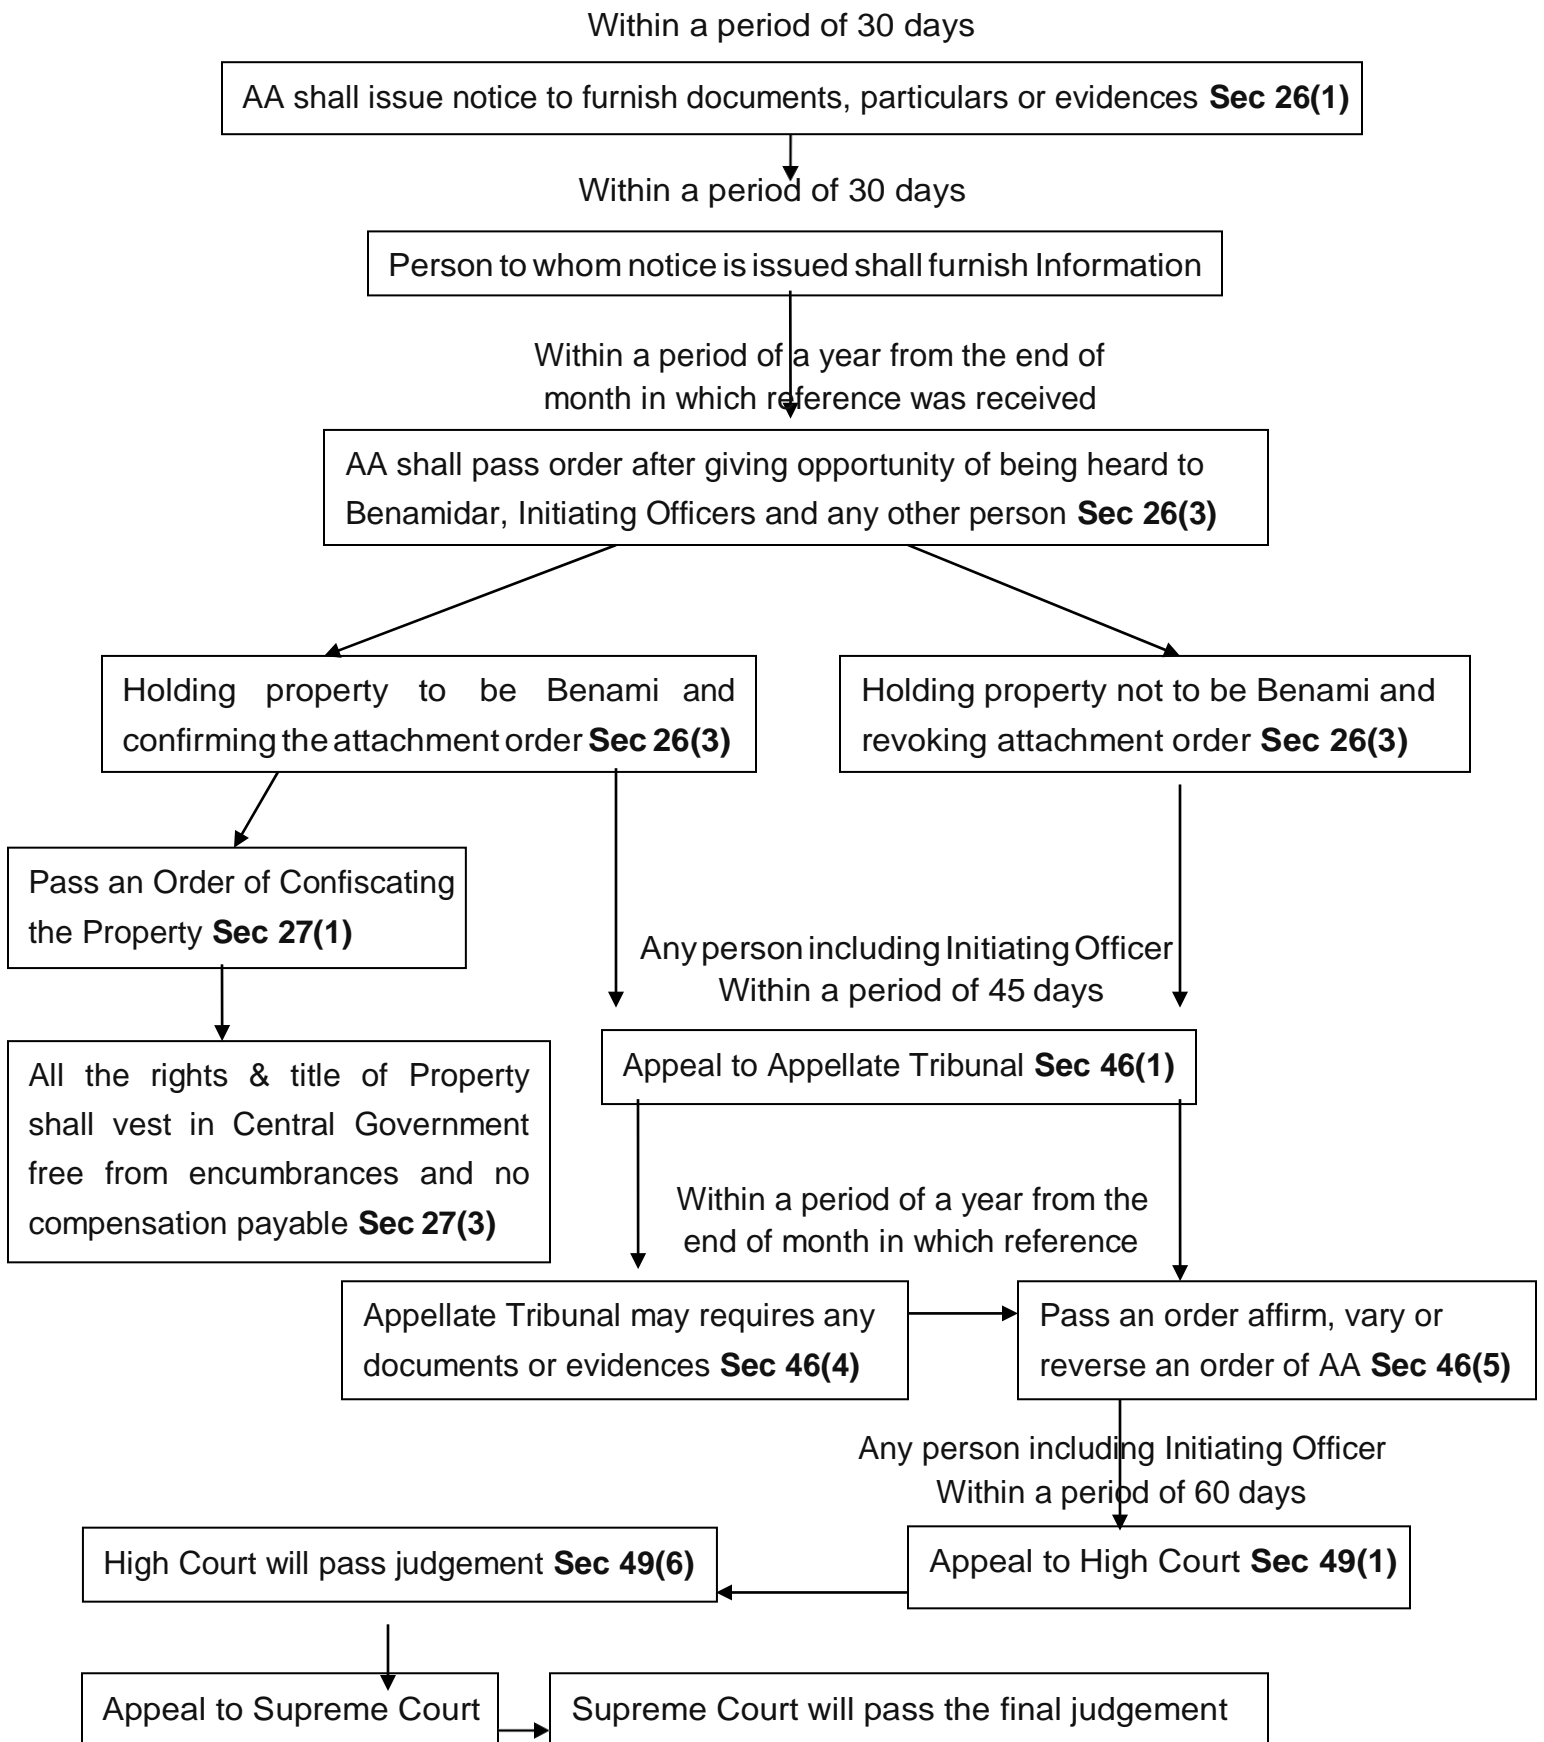 Within a period of 30 days
AA shall issue notice to furnish documents, particulars or evidences Sec 26(1)
Within a period of 30 days
Person to whom notice is issued shall furnish Information
Within a period of a year from the end of
month in which reference was received
AA shall pass order after giving opportunity of being heard to
Benamidar, Initiating Officers and any other person Sec 26(3)
Holding property to be Benami and
confirming the attachment order Sec 26(3)
Holding property not to be Benami and
revoking attachment order Sec 26(3)
Pass an Order of Confiscating
the Property Sec 27(1)
Any person including Initiating Officer
Within a period of 45 days
All the rights & title of Property
shall vest in Central Government
free from encumbrances and no
compensation payable Sec 27(3)
Appeal to Appellate Tribunal Sec 46(1)
Within a period of a year from the
end of month in which reference
Appellate Tribunal may requires any
documents or evidences Sec 46(4)
Pass an order affirm, vary or
reverse an order of AA Sec 46(5)
Any person including Initiating Officer
Within a period of 60 days
Appeal to High Court Sec 49(1)
High Court will pass judgement Sec 49(6)
Appeal to Supreme Court
Supreme Court will pass the final judgement